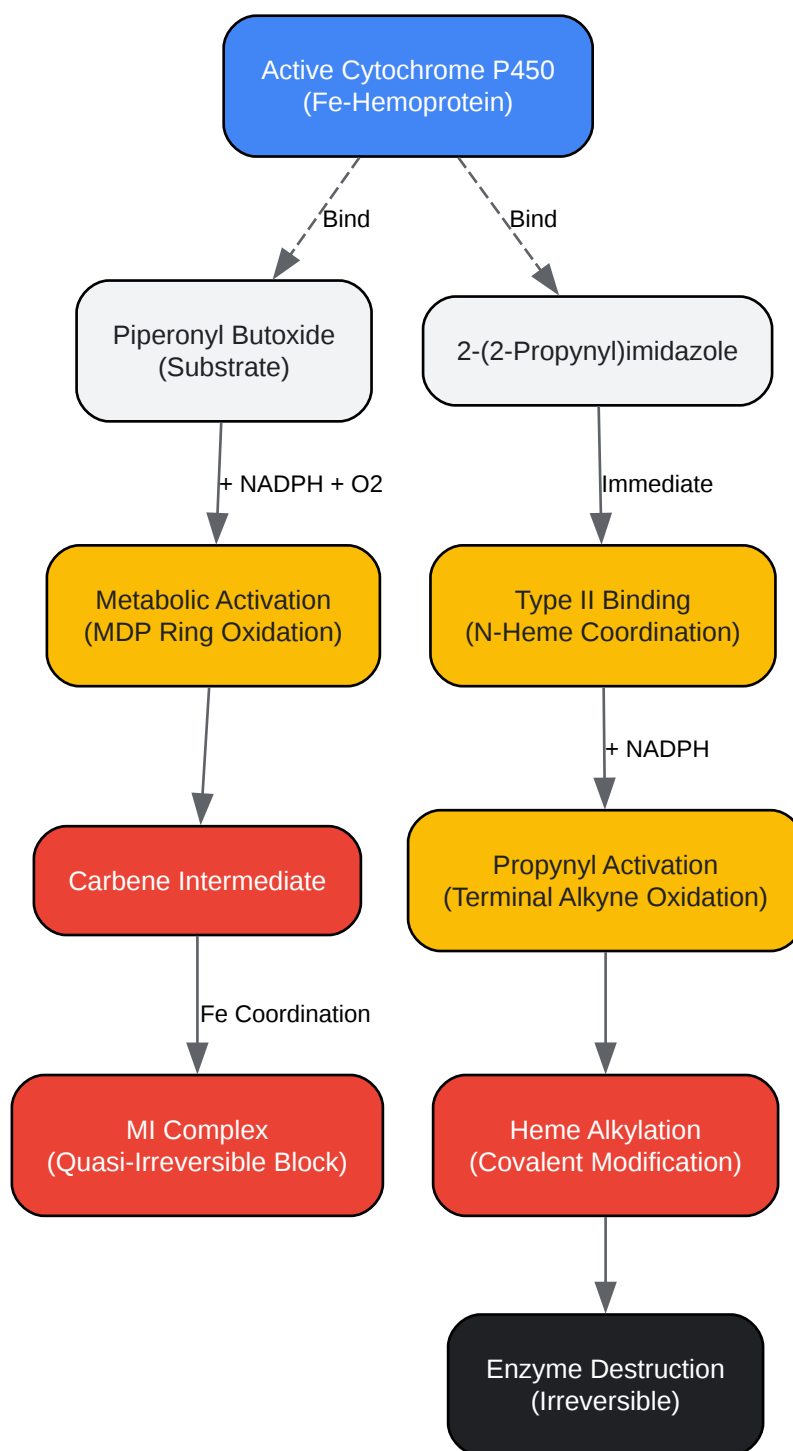 Active Cytochrome P450
(Fe-Hemoprotein)
Bind
Bind
Piperonyl Butoxide
(Substrate)
2-(2-Propynyl)imidazole
+ NADPH + O2
Immediate
Metabolic Activation
(MDP Ring Oxidation)
Type II Binding
(N-Heme Coordination)
+ NADPH
Carbene Intermediate
Propynyl Activation
(Terminal Alkyne Oxidation)
Fe Coordination
MI Complex
(Quasi-Irreversible Block)
Heme Alkylation
(Covalent Modification)
Enzyme Destruction
(Irreversible)